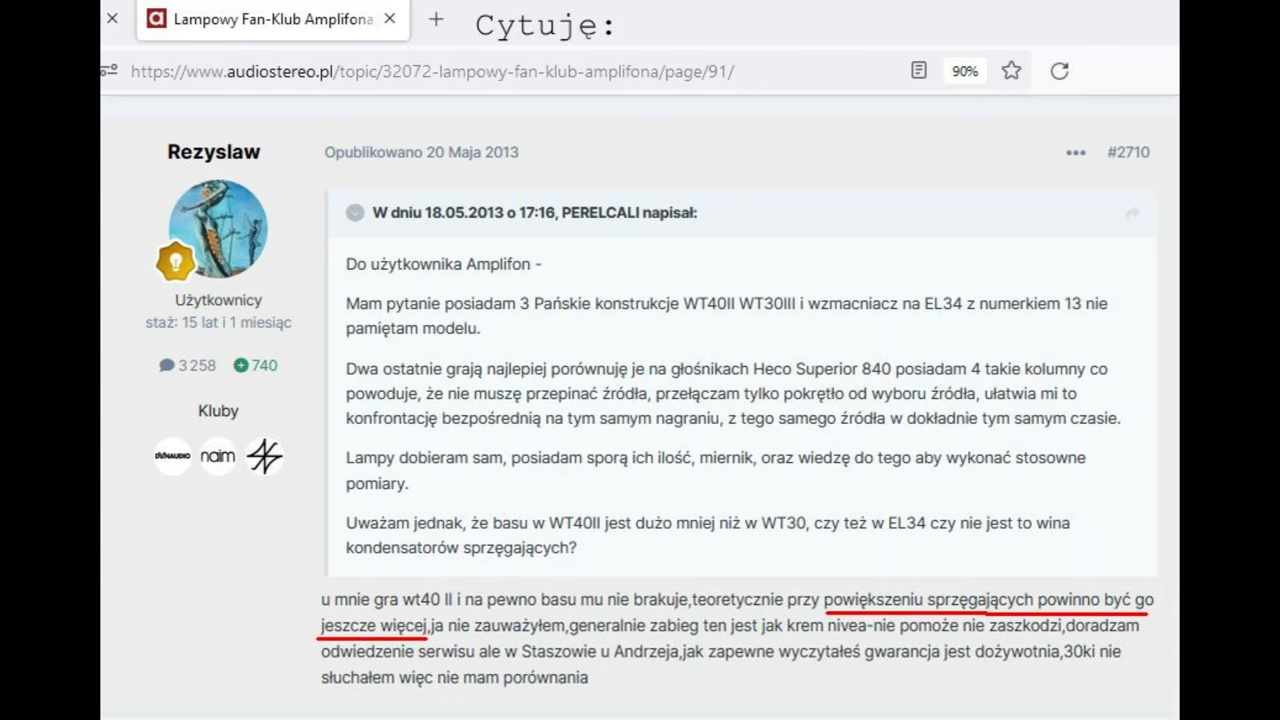 Lampowy Fan-Klub Amplifona
Cytuję:
https://www.audiostereo.pl/topic/32072-lampowy-fan-klub-amplifona/page/91/
90%
Rezyslaw
Opublikowano 20 Maja 2013
#2710
W dniu 18.05.2013 o 17:16, PERELCALI napisał:
Do użytkownika Amplifon -
Mam pytanie posiadam 3 Pańskie konstrukcje WT40II WT30III i wzmacniacz na EL34 z numerkiem 13 nie
pamiętam modelu.
Użytkownicy
staż: 15 lat i 1 miesiąc
3 258
740
Kluby
DYNAUDIO
naim
Dwa ostatnie grają najlepiej porównuję je na głośnikach Heco Superior 840 posiadam 4 takie kolumny co
powoduje, że nie muszę przepinać źródła, przełączam tylko pokrętło od wyboru źródła, ułatwia mi to
konfrontację bezpośrednią na tym samym nagraniu, z tego samego źródła w dokładnie tym samym czasie.
Lampy dobieram sam, posiadam sporą ich ilość, miernik, oraz wiedzę do tego aby wykonać stosowne
pomiary.
Uważam jednak, że basu w WT40II jest dużo mniej niż w WT30, czy też w EL34 czy nie jest to wina
kondensatorów sprzęgających?
u mnie gra wt40 II i na pewno basu mu nie brakuje,teoretycznie przy powiększeniu sprzęgających powinno być go
jeszcze więcej,ja nie zauważyłem,generalnie zabieg ten jest jak krem nivea-nie pomoże nie zaszkodzi,doradzam
odwiedzenie serwisu ale w Staszowie u Andrzeja,jak zapewne wyczytałeś gwarancja jest dożywotnia,30ki nie
słuchałem więc nie mam porównania